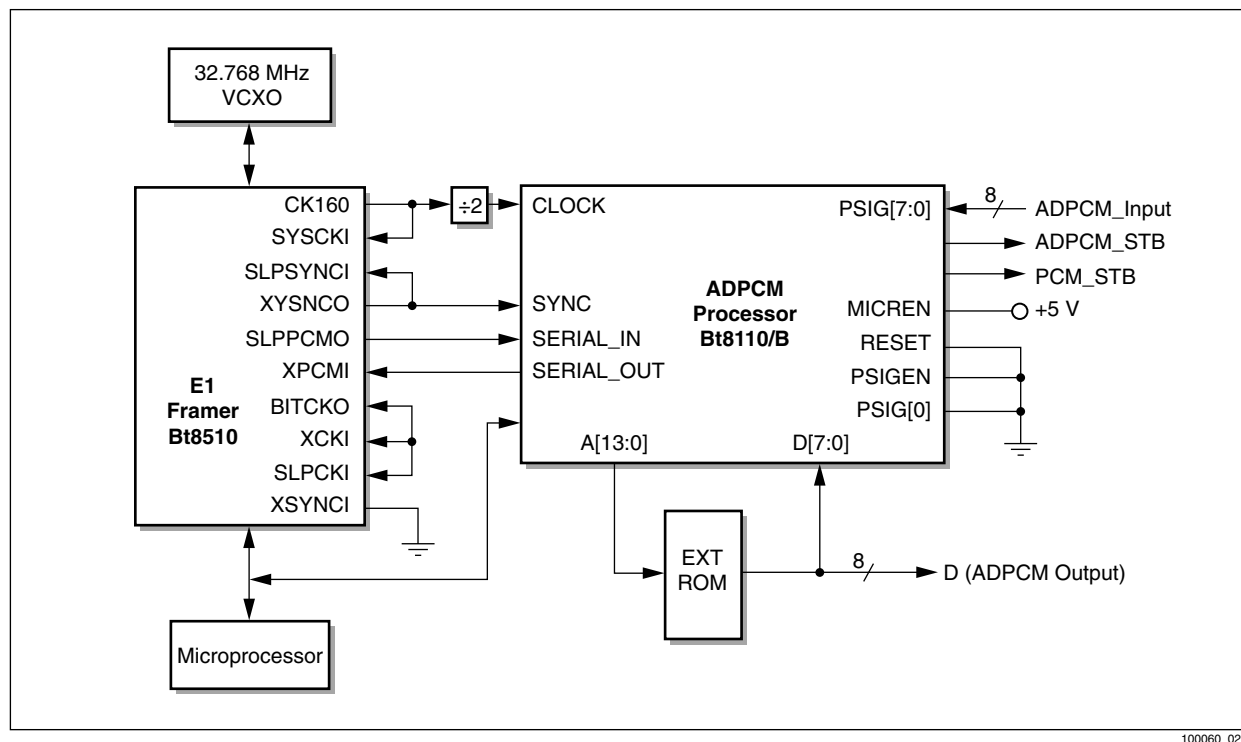 32.768 MHz
VCXO
CK160
SYSCKI
SLPSYNCI
XYSNCO
SLPPCMO
XPCMI
BITCKO
XCKI
SLPCKI
XSYNCI
E1
Framer
Bt8510
÷2
CLOCK
SYNC
SERIAL_IN
SERIAL_OUT
A[13:0]
D[7:0]
ADPCM
Processor
Bt8110/B
PSIG[7:0]
MICREN
RESET
PSIGEN
PSIG[0]
8
ADPCM_Input
ADPCM_STB
PCM_STB
+5 V
EXT
ROM
8
D (ADPCM Output)
Microprocessor
100060_02